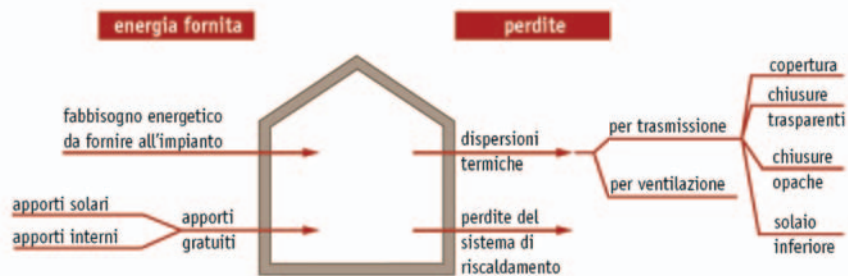 energia fornita
perdite
fabbisogno energetico
da fornire all'impianto
apporti solari
apporti interni
apporti
gratuiti
dispersioni
termiche
perdite del
sistema di
riscaldamento
per trasmissione
per ventilazione
copertura
chiusure
trasparenti
chiusure
opache
solaio
inferiore